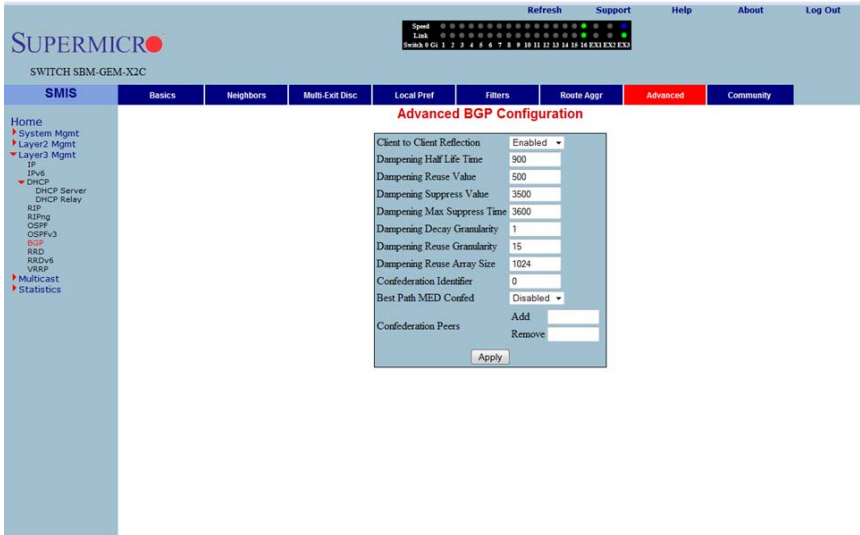 Refresh Support Help About Log Out
SUPERMICR
Speed
Link
Switch 0 Gi 1 2 3 4 5 6 7 8 9 10 11 12 13 14 15 16 EX1 EX2 EX3
SWITCH SBM-GEM-X2C
SMIS Basics Neighbors Multi-Exit Disc Local Pref Filters Route Aggr Advanced Community
Home
System Mgmt
Layer2 Mgmt
Layer3 Mgmt
IP
IPv6
DHCP
DHCP Server
DHCP Relay
RIP
RIPng
OSPF
OSPFv3
BGP
RRD
RRDv6
VRRP
Multicast
Statistics
Advanced BGP Configuration
Client to Client Reflection Enabled
Dampening Half Life Time 900
Dampening Reuse Value 500
Dampening Suppress Value 3500
Dampening Max Suppress Time 3600
Dampening Decay Granularity 1
Dampening Reuse Granularity 15
Dampening Reuse Array Size 1024
Confederation Identifier 0
Best Path MED Confed Disabled
Confederation Peers
Add
Remove
Apply